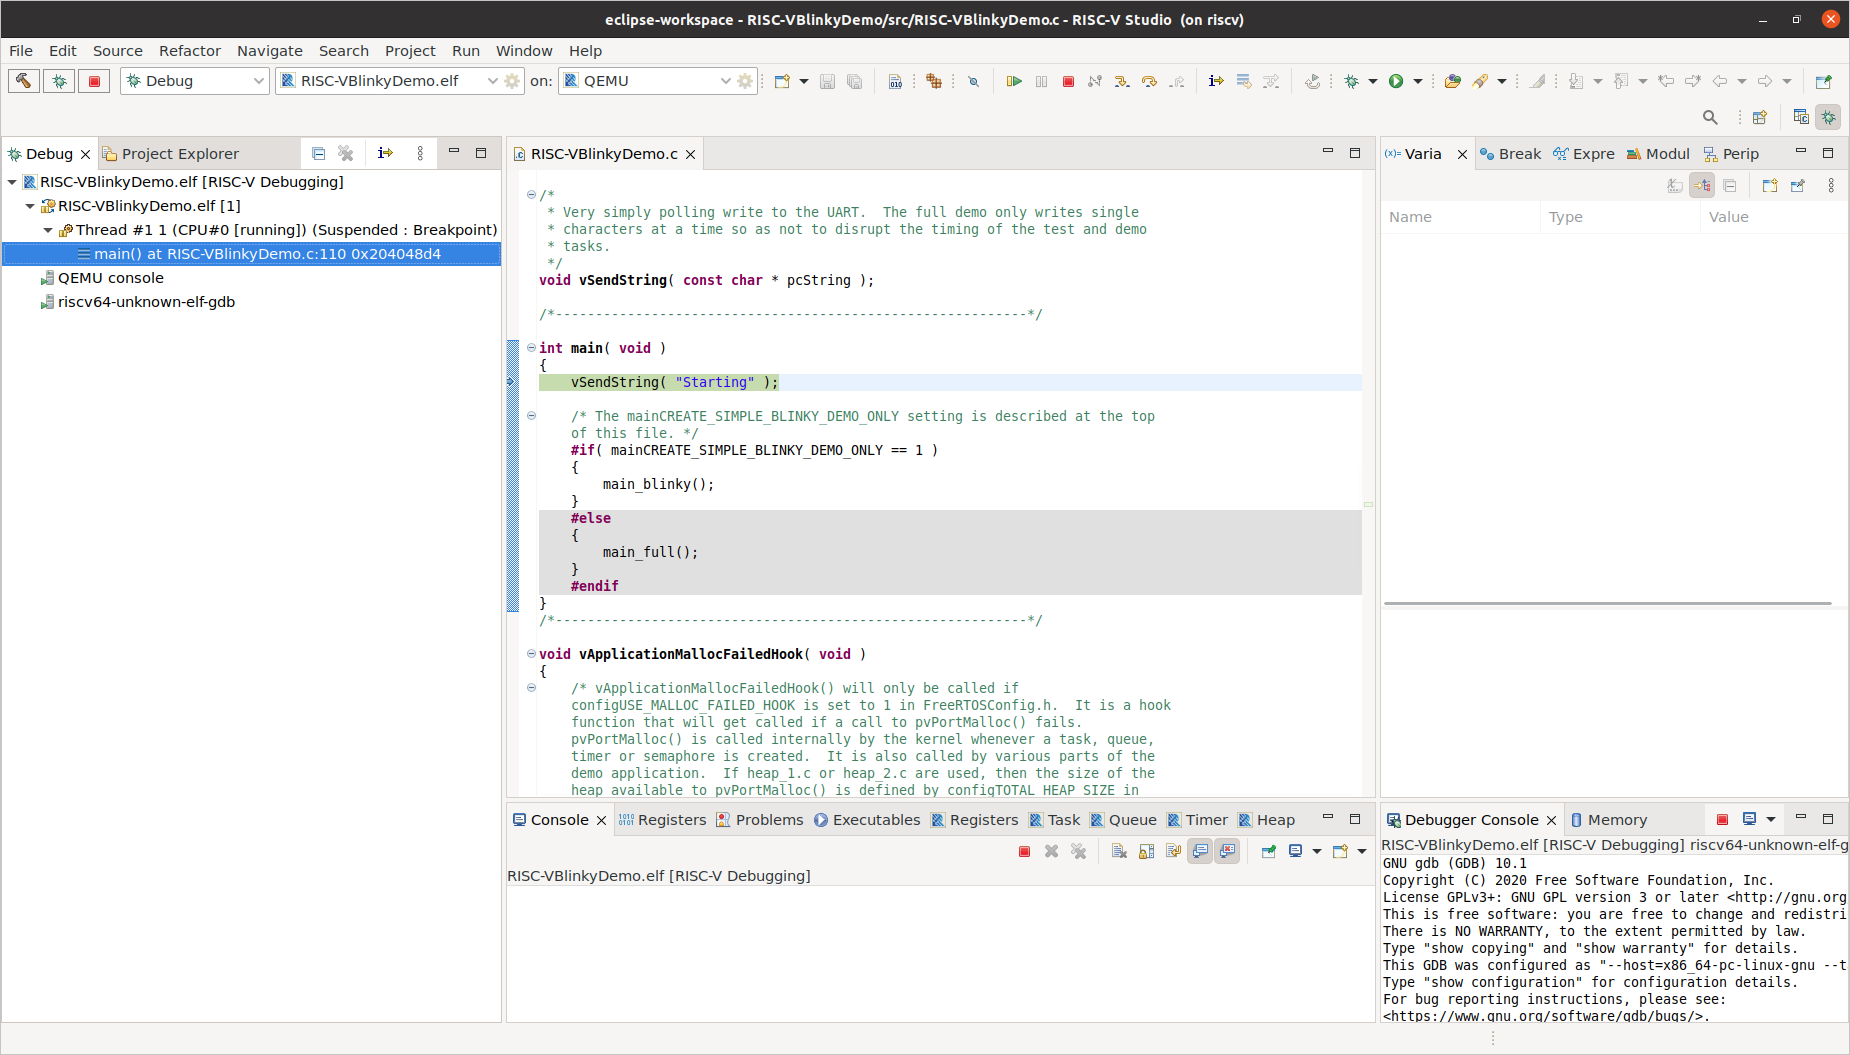 eclipse-workspace - RISC-VBlinkyDemo/src/RISC-VBlinkyDemo.c - RISC-V Studio  (on riscv)
File Edit Source Refactor Navigate Search Project Run Window Help
Debug RISC-VBlinkyDemo.elf on: QEMU
Debug Project Explorer
RISC-VBlinkyDemo.elf [RISC-V Debugging]
RISC-VBlinkyDemo.elf [1]
Thread #1 1 (CPU#0 [running]) (Suspended : Breakpoint)
main() at RISC-VBlinkyDemo.c:110 0x204048d4
QEMU console
riscv64-unknown-elf-gdb
RISC-VBlinkyDemo.c
/*
 * Very simply polling write to the UART.  The full demo only writes single
 * characters at a time so as not to disrupt the timing of the test and demo
 * tasks.
 */
void vSendString( const char * pcString );
/*-----------------------------------------------------------*/
int main( void )
{
    vSendString( "Starting" );
    /* The mainCREATE_SIMPLE_BLINKY_DEMO_ONLY setting is described at the top
    of this file. */
    #if( mainCREATE_SIMPLE_BLINKY_DEMO_ONLY == 1 )
    {
        main_blinky();
    }
    #else
    {
        main_full();
    }
    #endif
}
/*-----------------------------------------------------------*/
void vApplicationMallocFailedHook( void )
{
    /* vApplicationMallocFailedHook() will only be called if
    configUSE_MALLOC_FAILED_HOOK is set to 1 in FreeRTOSConfig.h.  It is a hook
    function that will get called if a call to pvPortMalloc() fails.
    pvPortMalloc() is called internally by the kernel whenever a task, queue,
    timer or semaphore is created.  It is also called by various parts of the
    demo application.  If heap_1.c or heap_2.c are used, then the size of the
    heap available to pvPortMalloc() is defined by configTOTAL_HEAP_SIZE in
(x)= Varia Break Expre Modul Perip
Name Type Value
Console Registers Problems Executables Registers Task Queue Timer Heap
RISC-VBlinkyDemo.elf [RISC-V Debugging]
Debugger Console Memory
RISC-VBlinkyDemo.elf [RISC-V Debugging] riscv64-unknown-elf-g
GNU gdb (GDB) 10.1
Copyright (C) 2020 Free Software Foundation, Inc.
License GPLv3+: GNU GPL version 3 or later <http://gnu.org
This is free software: you are free to change and redistri
There is NO WARRANTY, to the extent permitted by law.
Type "show copying" and "show warranty" for details.
This GDB was configured as "--host=x86_64-pc-linux-gnu --t
Type "show configuration" for configuration details.
For bug reporting instructions, please see:
<https://www.gnu.org/software/gdb/bugs/>.